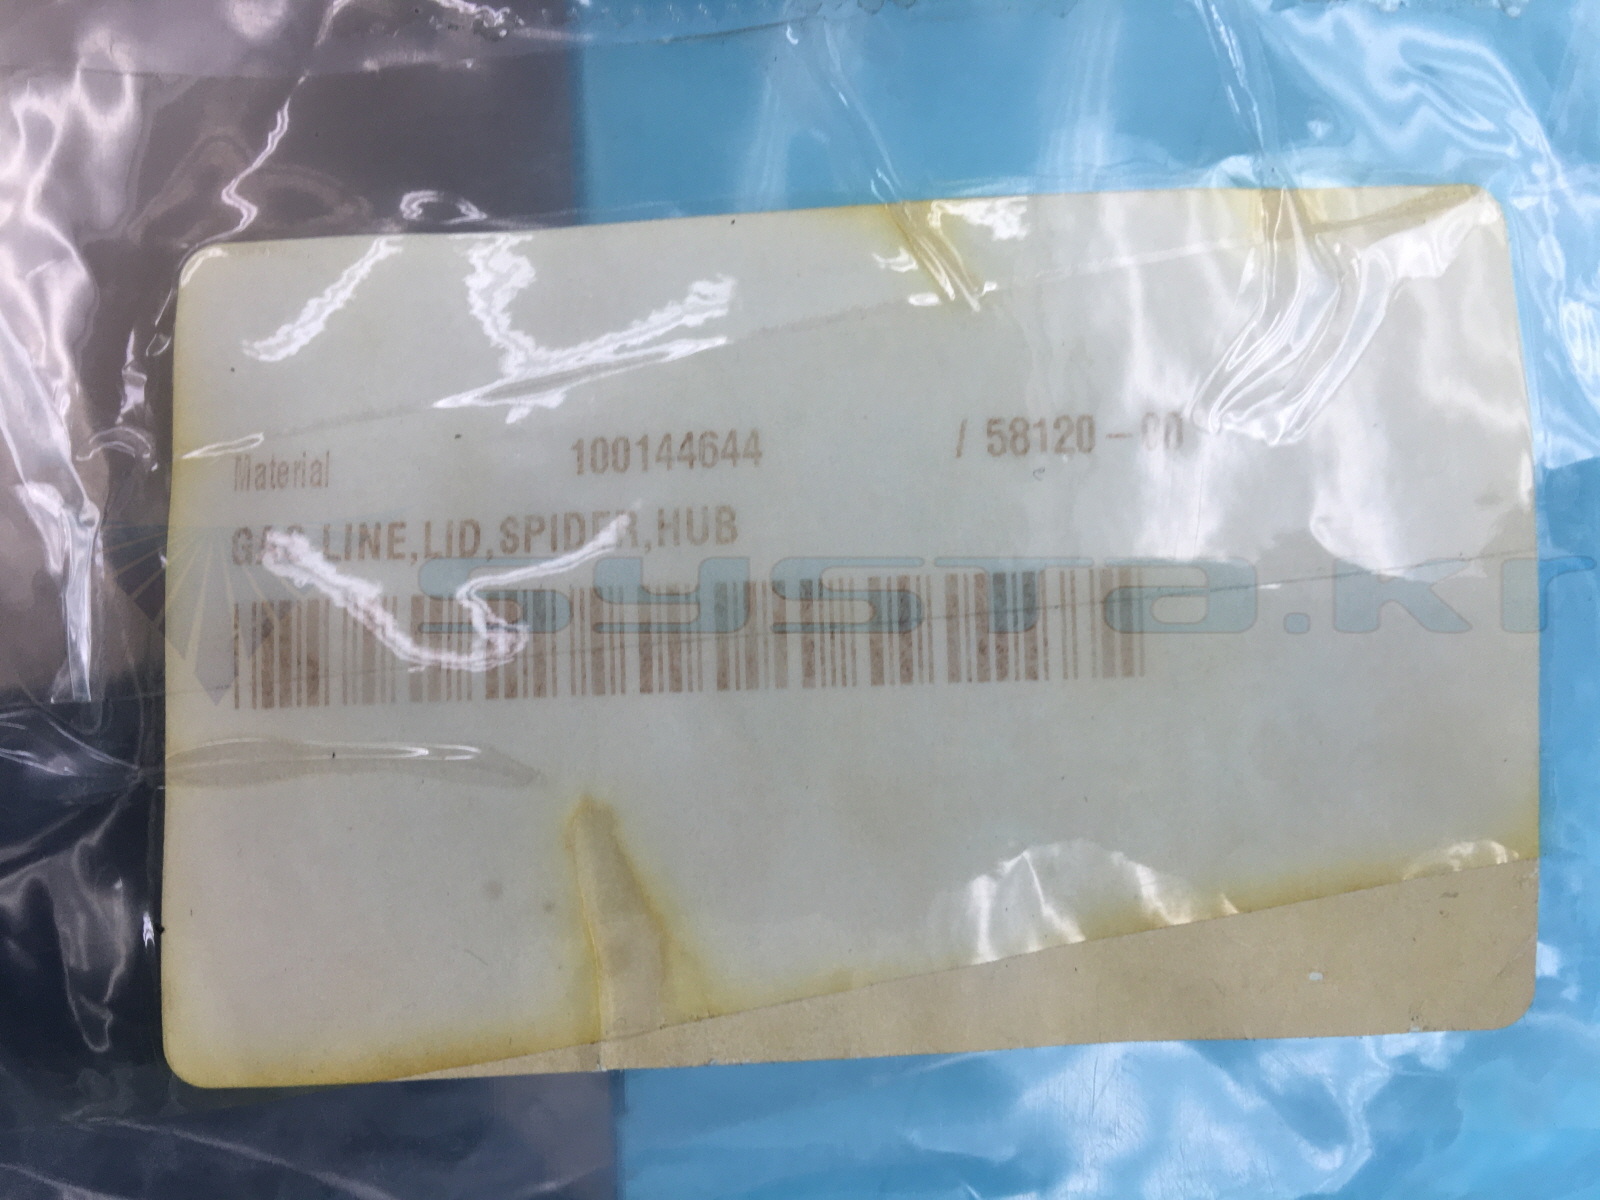 Material 100144644 / 58120-00
GAS LINE,LID,SPIDER,HUB
systa.kr